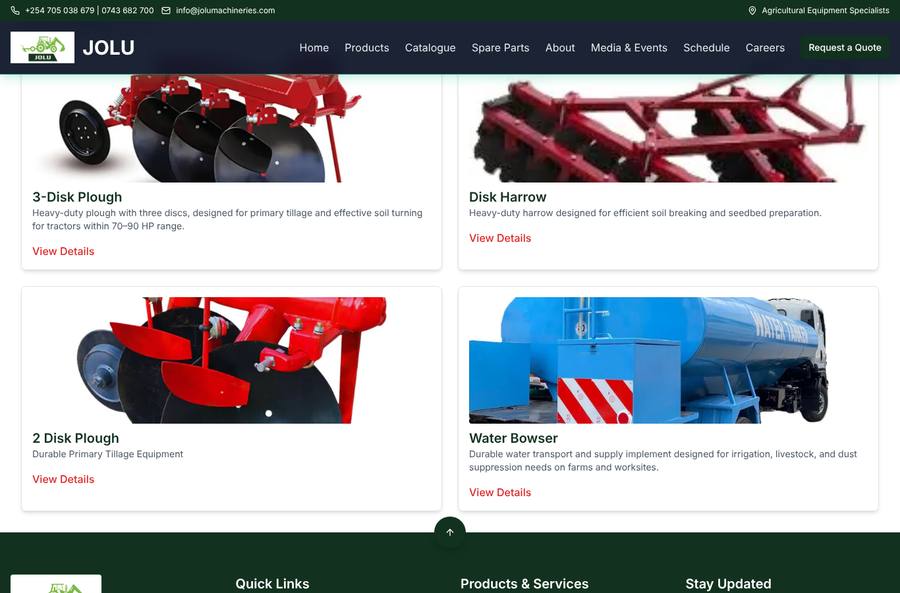 +254 705 038 679 | 0743 682 700 info@jolumachineries.com Agricultural Equipment Specialists
JOLU JOLU Home Products Catalogue Spare Parts About Media & Events Schedule Careers Request a Quote
3-Disk Plough
Heavy-duty plough with three discs, designed for primary tillage and effective soil turning
for tractors within 70–90 HP range.
View Details
Disk Harrow
Heavy-duty harrow designed for efficient soil breaking and seedbed preparation.
View Details
2 Disk Plough
Durable Primary Tillage Equipment
View Details
WATER TANKER
Water Bowser
Durable water transport and supply implement designed for irrigation, livestock, and dust
suppression needs on farms and worksites.
View Details
Quick Links
Products & Services
Stay Updated